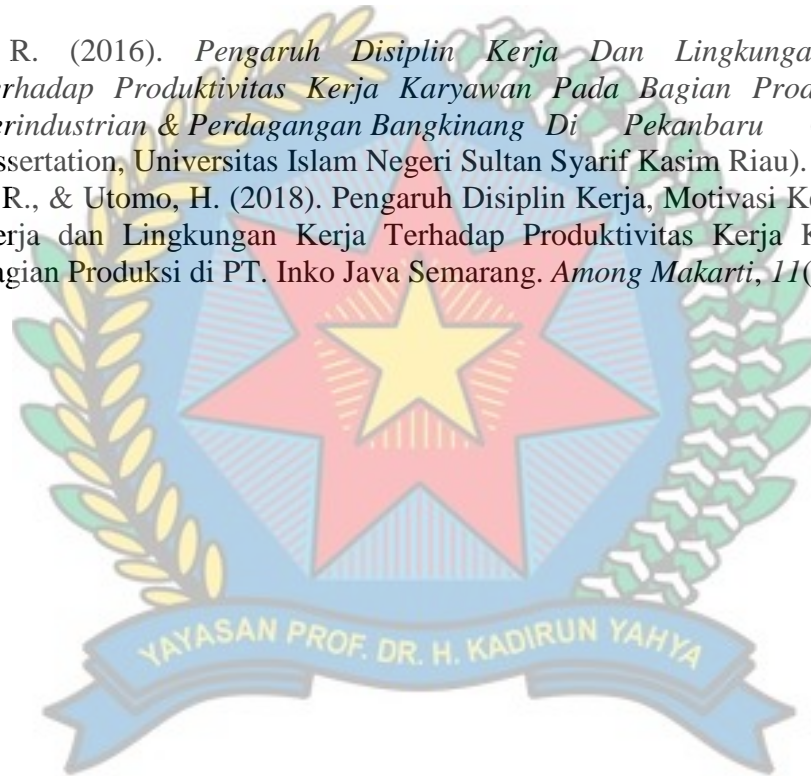 R. (2016). Pengaruh Disiplin Kerja Dan Lingkunga
erhadap Produktivitas Kerja Karyawan Pada Bagian Prod
erindustrian & Perdagangan Bangkinang Di Pekanbaru
ssertation, Universitas Islam Negeri Sultan Syarif Kasim Riau).
R., & Utomo, H. (2018). Pengaruh Disiplin Kerja, Motivasi K
erja dan Lingkungan Kerja Terhadap Produktivitas Kerja K
agian Produksi di PT. Inko Java Semarang. Among Makarti, 11(
YAYASAN PROF. DR. H. KADIRUN YAHYA